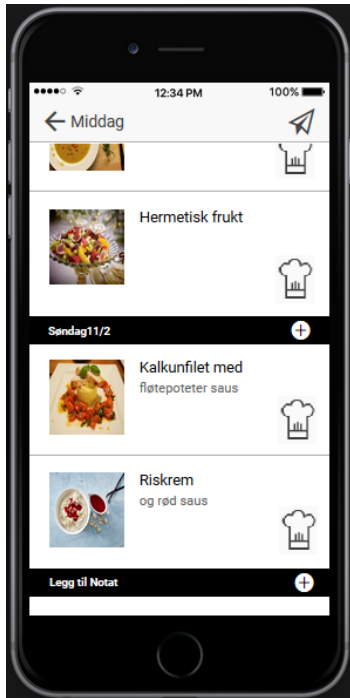 12:34 PM
100%
Middag
Hermetisk frukt
Søndag11/2
Kalkunfilet med
fløtepoteter saus
Riskrem
og rød saus
Legg til Notat